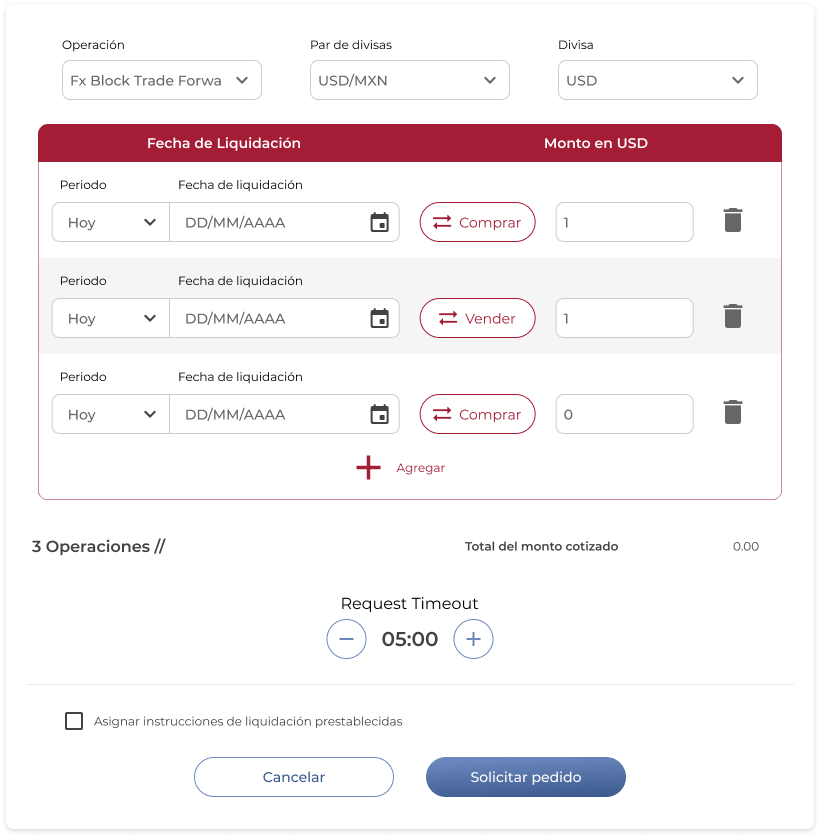 Operación Par de divisas Divisa
Fx Block Trade Forwa USD/MXN USD
Fecha de Liquidación Monto en USD
Periodo Fecha de liquidación
Hoy DD/MM/AAAA Comprar 1
Periodo Fecha de liquidación
Hoy DD/MM/AAAA Vender 1
Periodo Fecha de liquidación
Hoy DD/MM/AAAA Comprar 0
Agregar
3 Operaciones // Total del monto cotizado 0.00
Request Timeout
05:00
Asignar instrucciones de liquidación prestablecidas
Cancelar Solicitar pedido